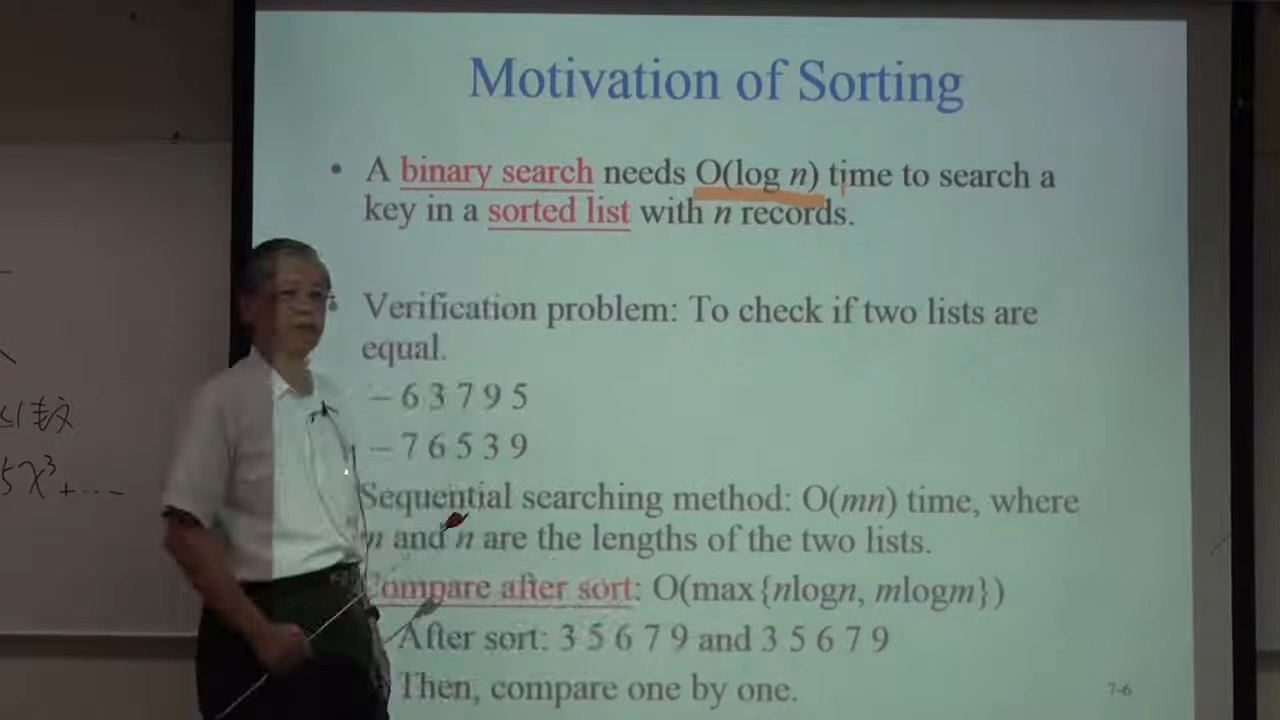 Motivation of Sorting
• A binary search needs O(log n) time to search a
key in a sorted list with n records.
Verification problem: To check if two lists are
equal.
– 6 3 7 9 5
– 7 6 5 3 9
Sequential searching method: O(mn) time, where
m and n are the lengths of the two lists.
Compare after sort: O(max{nlogn, mlogm})
After sort: 3 5 6 7 9 and 3 5 6 7 9
Then, compare one by one.
7-6
較
5x³+...